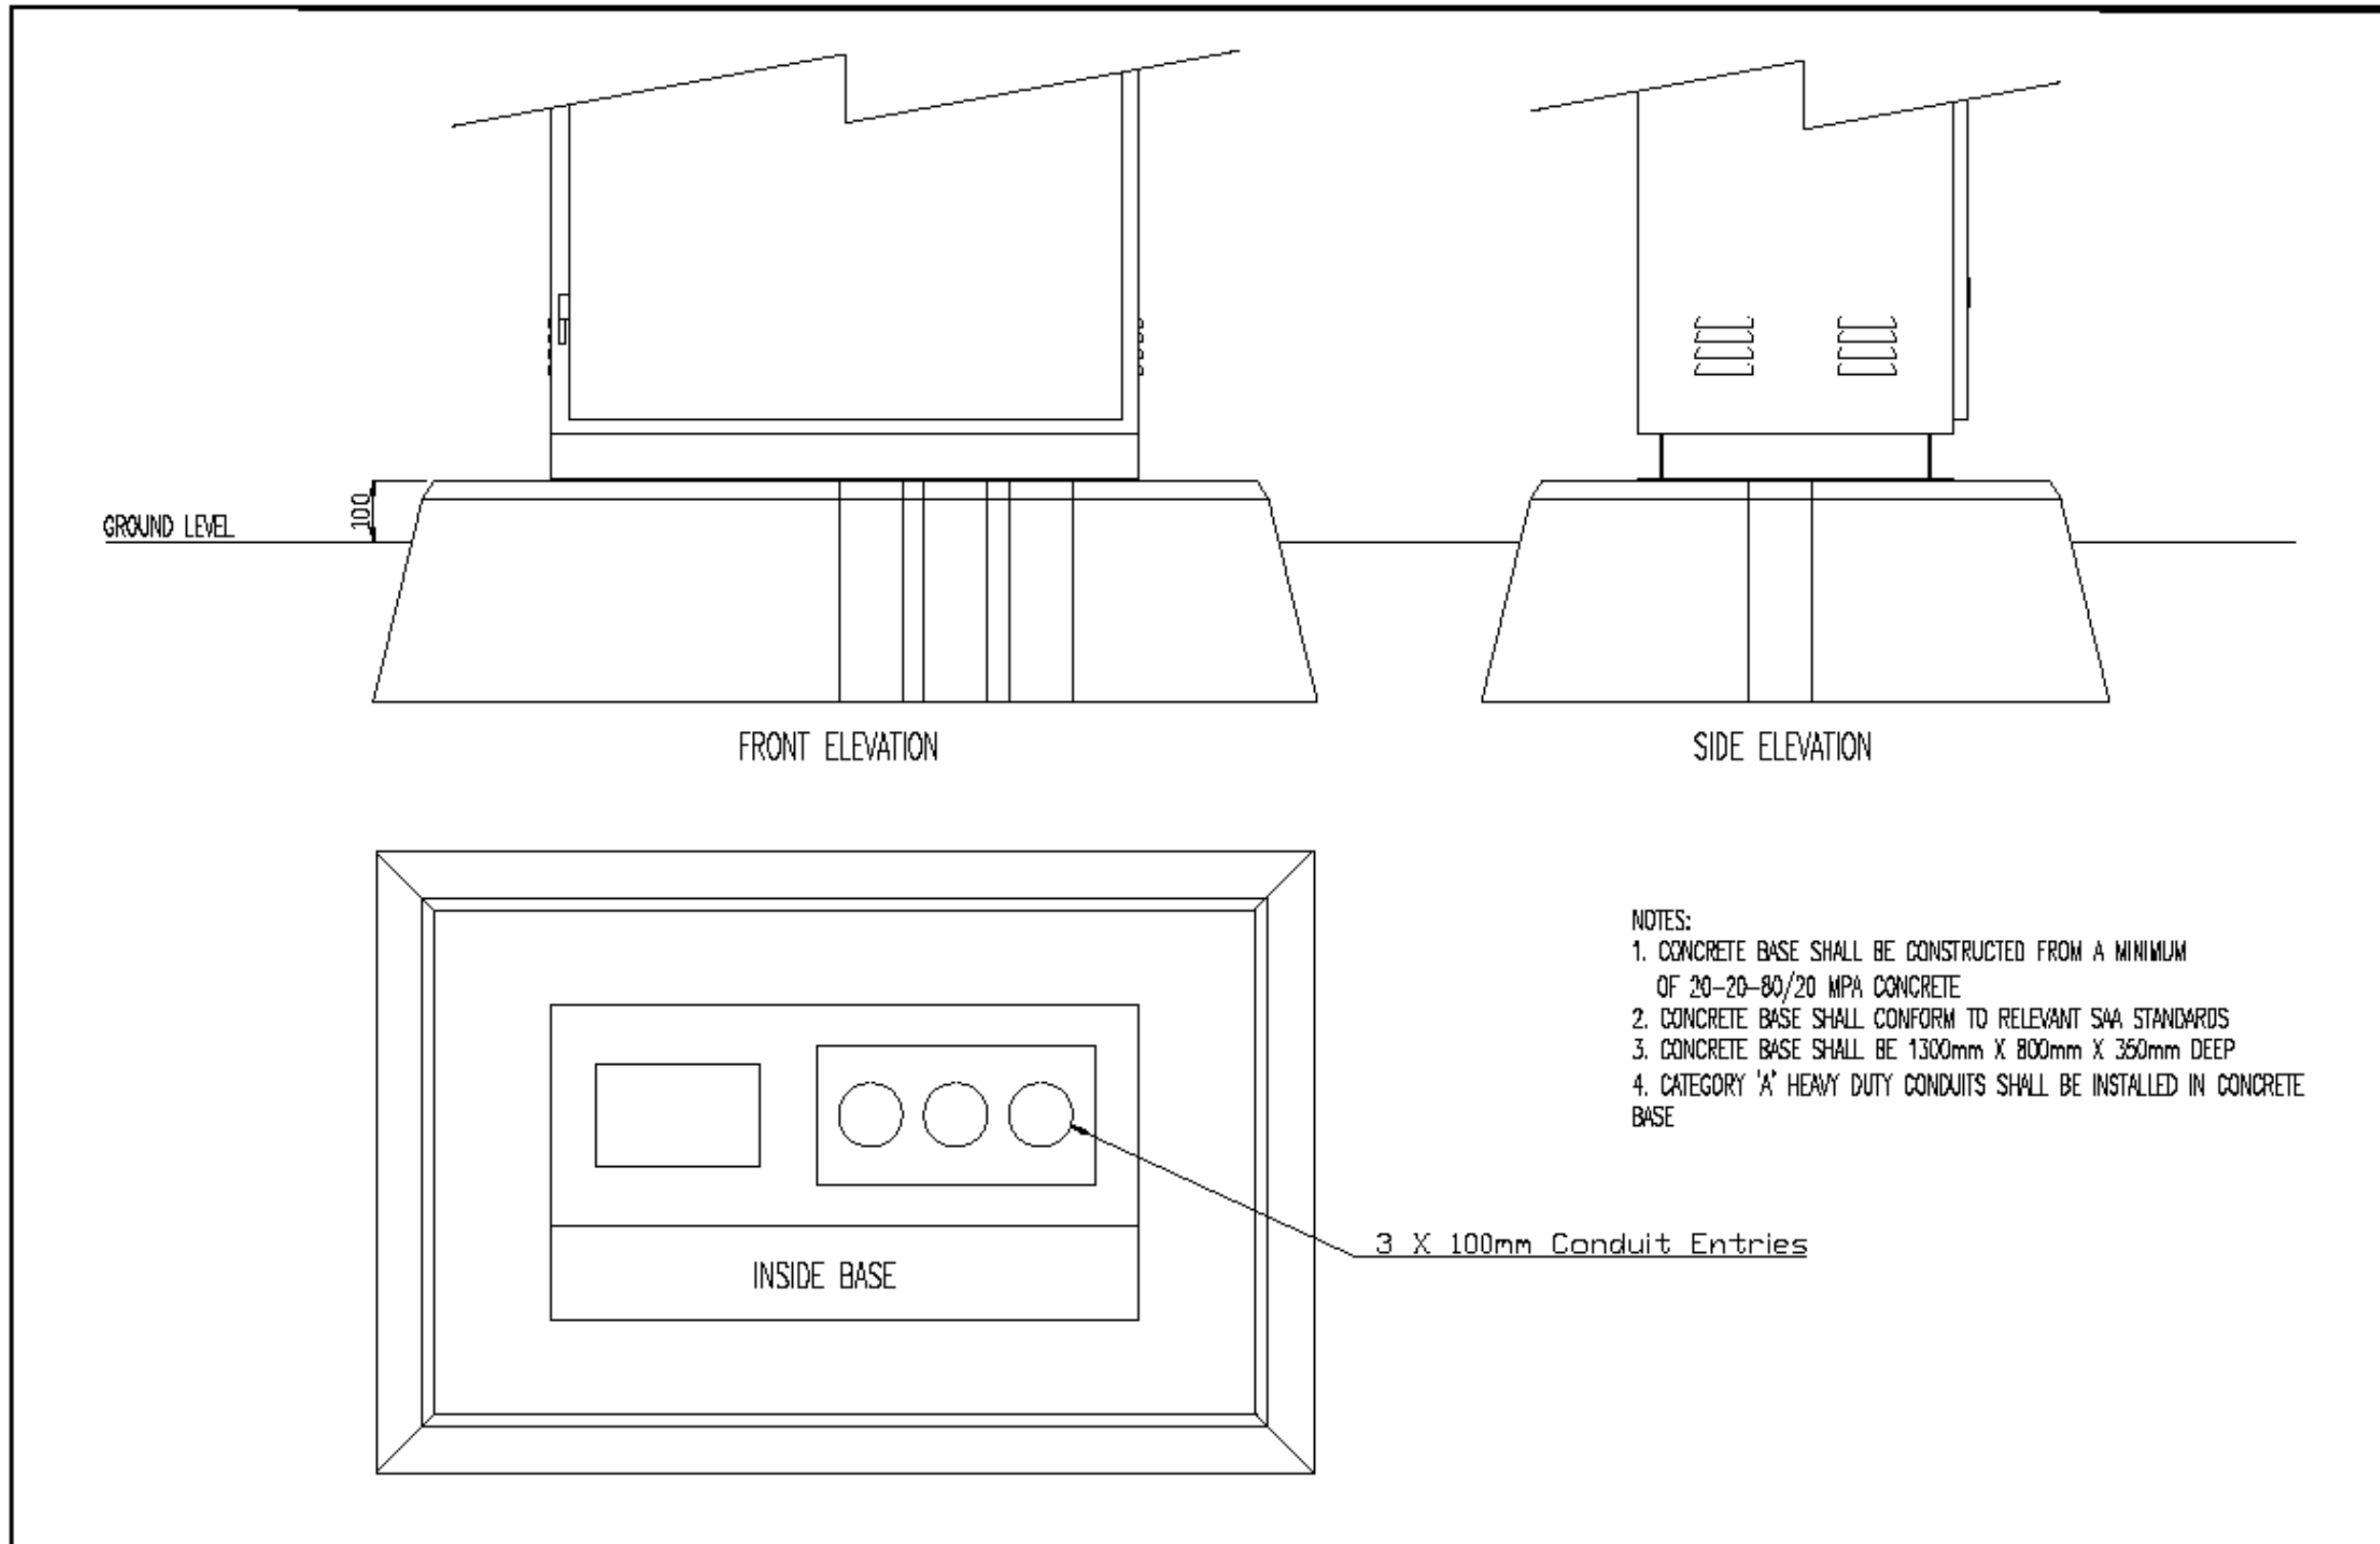 GROUND LEVEL
100
FRONT ELEVATION
SIDE ELEVATION
NOTES:
1. CONCRETE BASE SHALL BE CONSTRUCTED FROM A MINIMUM
OF 20-20-80/20 MPA CONCRETE
2. CONCRETE BASE SHALL CONFORM TO RELEVANT SAA STANDARDS
3. CONCRETE BASE SHALL BE 1300mm X 800mm X 350mm DEEP
4. CATEGORY 'A' HEAVY DUTY CONDUITS SHALL BE INSTALLED IN CONCRETE
BASE
3 X 100mm Conduit Entries
INSIDE BASE